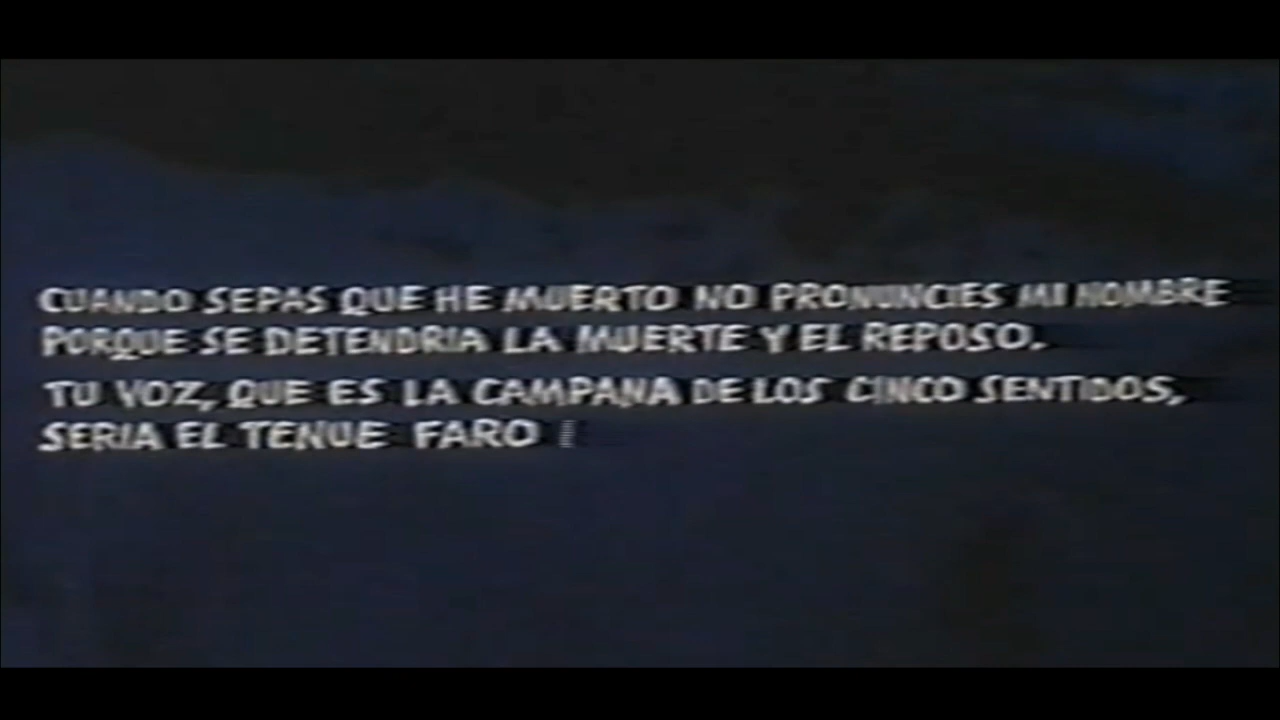 CUANDO SEPAS QUE HE MUERTO NO PRONUNCIES MI NOMBRE
PORQUE SE DETENDRIA LA MUERTE Y EL REPOSO.
TU VOZ, QUE ES LA CAMPANA DE LOS CINCO SENTIDOS,
SERIA EL TENUE FARO